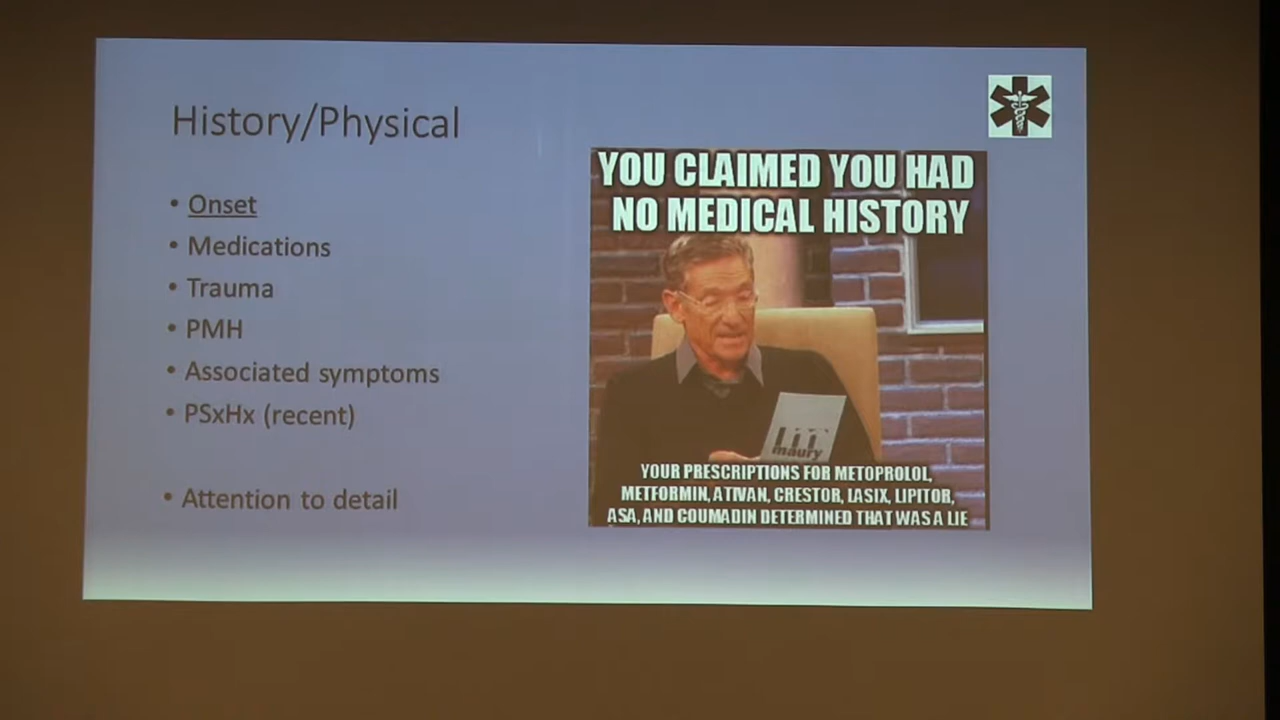 History/Physical
• Onset
• Medications
• Trauma
• PMH
• Associated symptoms
• PSxHx (recent)
• Attention to detail
YOU CLAIMED YOU HAD
NO MEDICAL HISTORY
maury
YOUR PRESCRIPTIONS FOR METOPROLOL,
METFORMIN, ATIVAN, CRESTOR, LASIX, LIPITOR,
ASA, AND COUMADIN DETERMINED THAT WAS A LIE